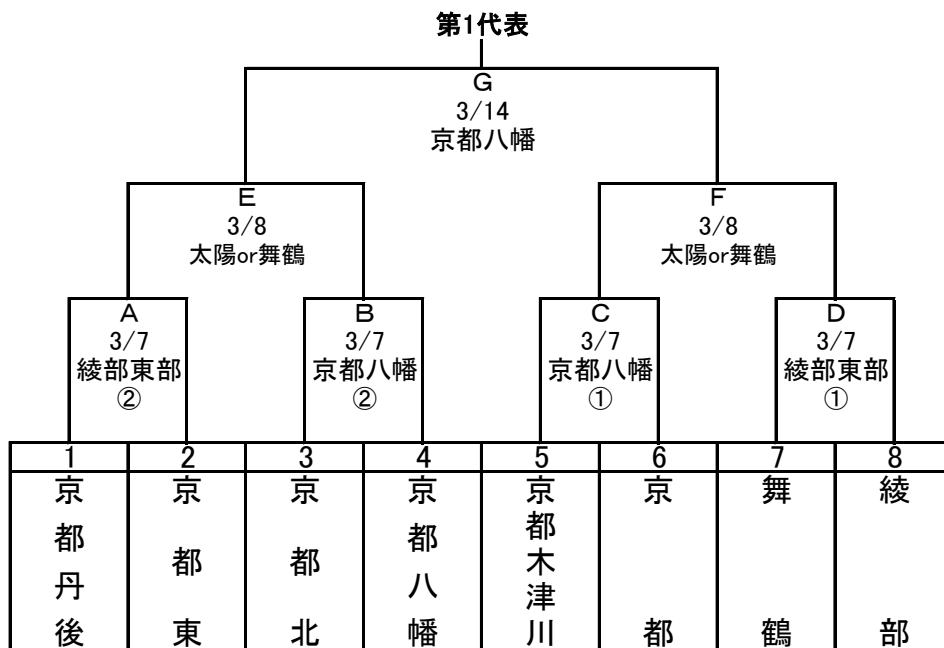 第1代表
G
3/14
京都八幡
E
3/8
太陽or舞鶴
F
3/8
太陽or舞鶴
A
3/7
綾部東部
②
B
3/7
京都八幡
②
C
3/7
京都八幡
①
D
3/7
綾部東部
①
1 2 3 4 5 6 7 8
京都丹後
京都東
京都北
京都八幡
京都木津川
京都
舞鶴
綾部